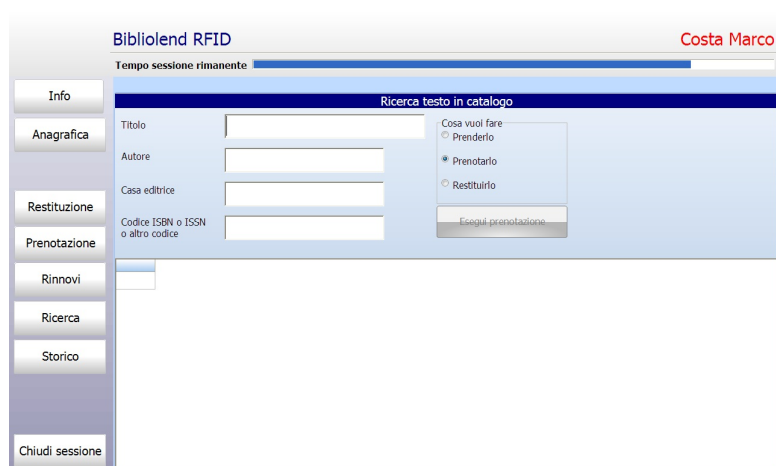 Bibliolend RFID
Costa Marco
Tempo sessione rimanente
Info
Anagrafica
Restituzione
Prenotazione
Rinnovi
Ricerca
Storico
Chiudi sessione
Ricerca testo in catalogo
Titolo
Autore
Casa editrice
Codice ISBN o ISSN
o altro codice
Cosa vuoi fare
Prenderlo
Prenotarlo
Restituirlo
Esegui prenotazione